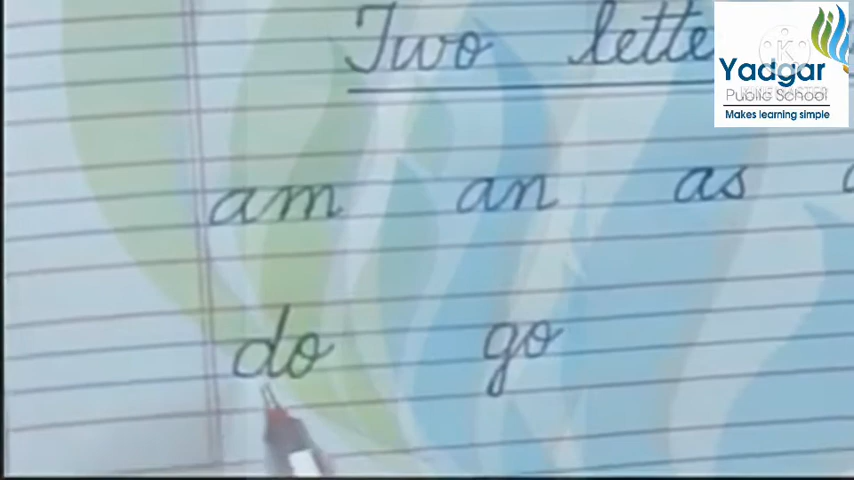 Two lette
am an as
do go
Yadgar
Public School
Makes learning simple